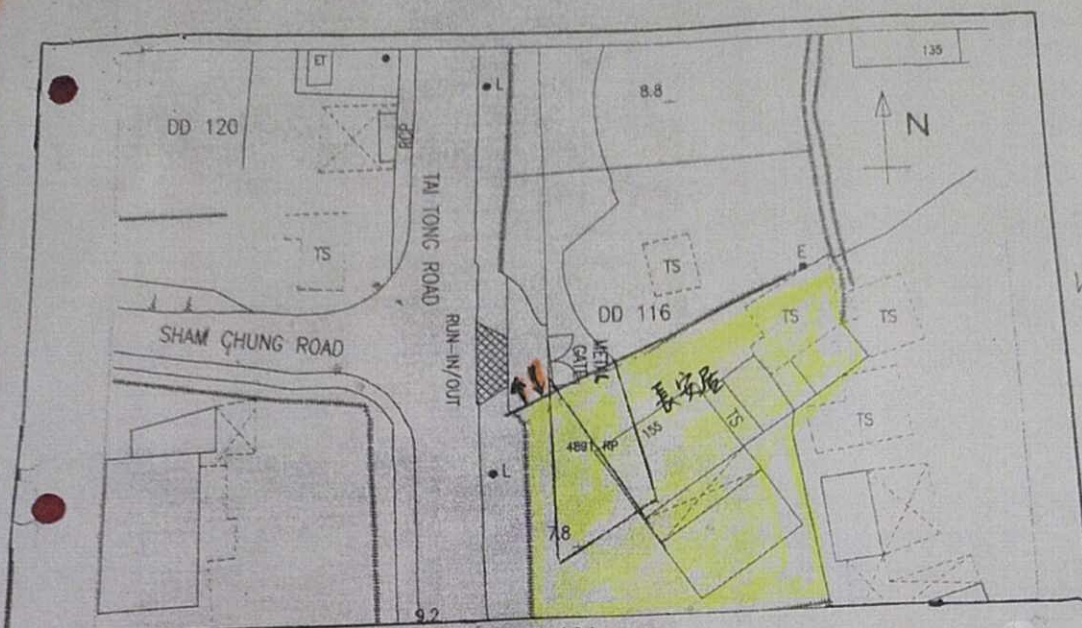 135
ET
8.8
N
DD 120
RCP
TAI TONG ROAD
L
TS
TS
E
DD 116
TS
TS
SHAM CHUNG ROAD
RUN-IN/OUT
METAL
GATE
長安居
TS
TS
155
4891 RP
L
7.8
9.2